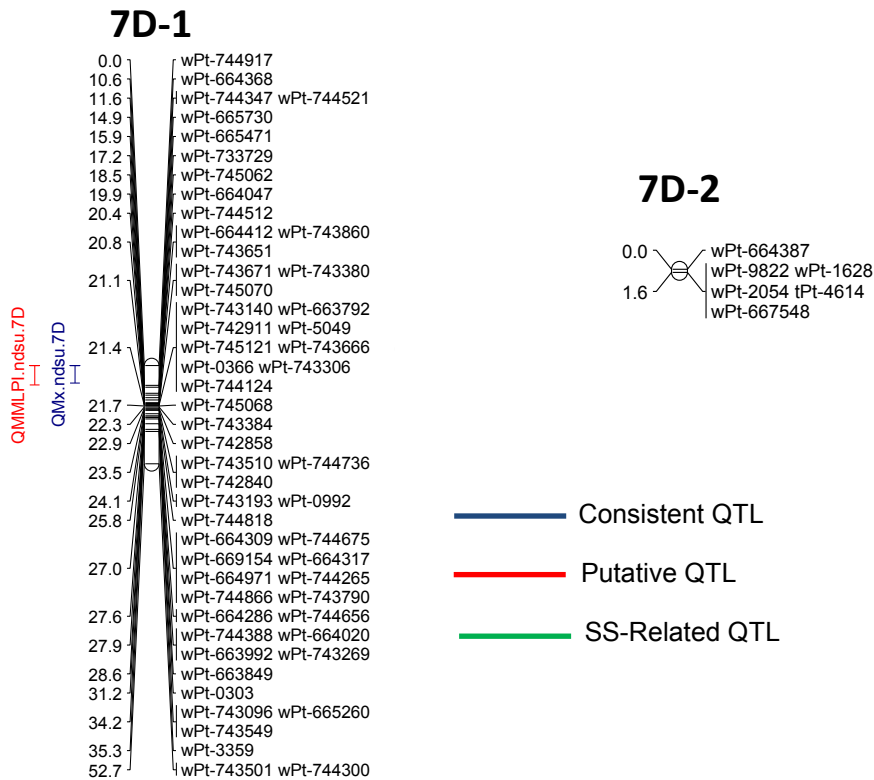 7D-1
0.0 wPt-744917
10.6 wPt-664368
11.6 wPt-744347 wPt-744521
14.9 wPt-665730
15.9 wPt-665471
17.2 wPt-733729
18.5 wPt-745062
19.9 wPt-664047
20.4 wPt-744512
wPt-664412 wPt-743860
20.8
wPt-743651
wPt-743671 wPt-743380
21.1
wPt-745070
wPt-743140 wPt-663792
wPt-742911 wPt-5049
21.4 wPt-745121 wPt-743666
wPt-0366 wPt-743306
wPt-744124
21.7 wPt-745068
22.3 wPt-743384
22.9 wPt-742858
wPt-743510 wPt-744736
23.5
wPt-742840
24.1 wPt-743193 wPt-0992
25.8 wPt-744818
wPt-664309 wPt-744675
wPt-669154 wPt-664317
27.0
wPt-664971 wPt-744265
wPt-744866 wPt-743790
27.6 wPt-664286 wPt-744656
wPt-744388 wPt-664020
27.9
wPt-663992 wPt-743269
28.6 wPt-663849
31.2 wPt-0303
wPt-743096 wPt-665260
34.2
wPt-743549
35.3 wPt-3359
52.7 wPt-743501 wPt-744300
QMMLPI.ndsu.7D
QMx.ndsu.7D
7D-2
0.0 wPt-664387
wPt-9822 wPt-1628
1.6 wPt-2054 tPt-4614
wPt-667548
Consistent QTL
Putative QTL
SS-Related QTL